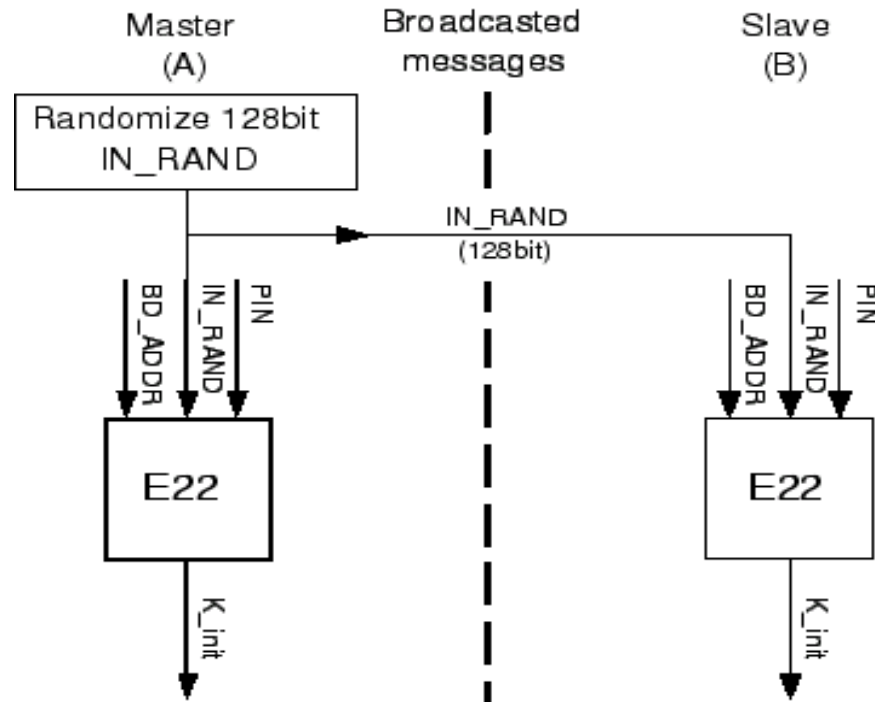 Master
(A)
Broadcasted
messages
Slave
(B)
Randomize 128bit
IN_RAND
IN_RAND
(128bit)
BD_ADDR
IN_RAND
PIN
BD_ADDR
IN_RAND
PIN
E22
E22
K_init
K_init